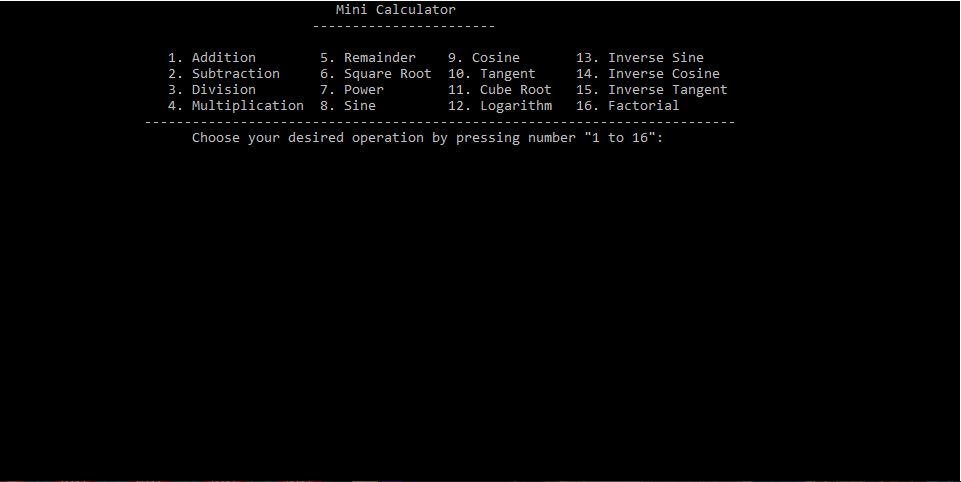 Mini Calculator
-----------------------
1. Addition 5. Remainder 9. Cosine 13. Inverse Sine
2. Subtraction 6. Square Root 10. Tangent 14. Inverse Cosine
3. Division 7. Power 11. Cube Root 15. Inverse Tangent
4. Multiplication 8. Sine 12. Logarithm 16. Factorial
--------------------------------------------------------------------------
Choose your desired operation by pressing number "1 to 16":